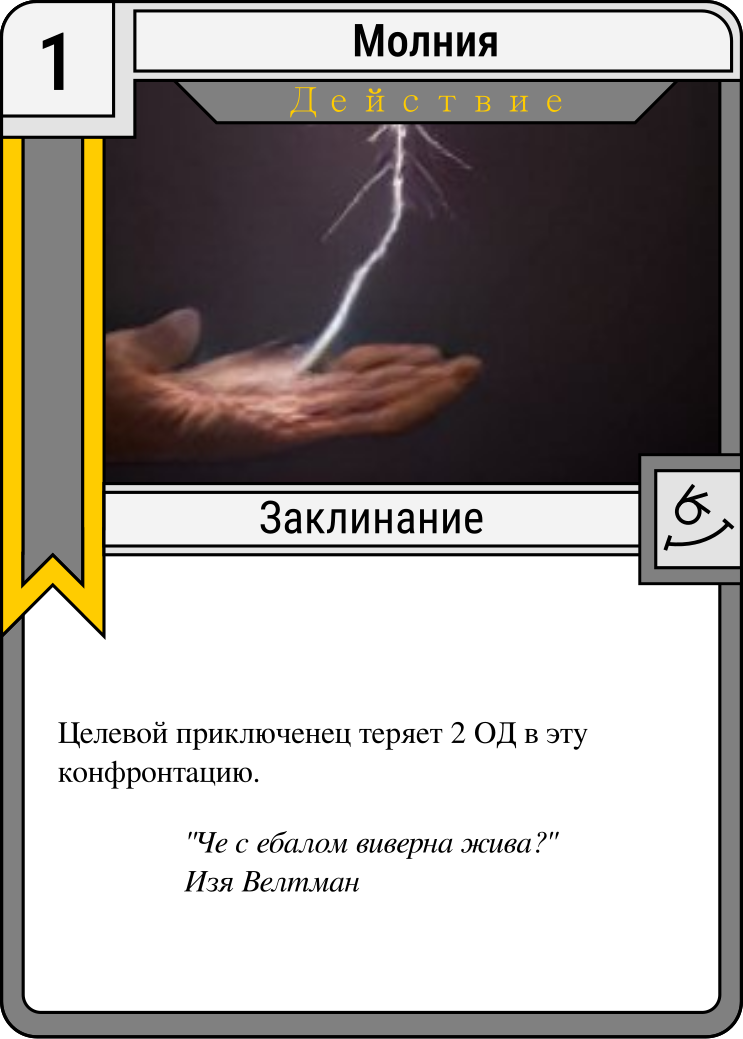 1
Молния
Действие
Заклинание
Целевой приключенец теряет 2 ОД в эту
конфронтацию.
"Че с ебалом виверна жива?"
Изя Велтман